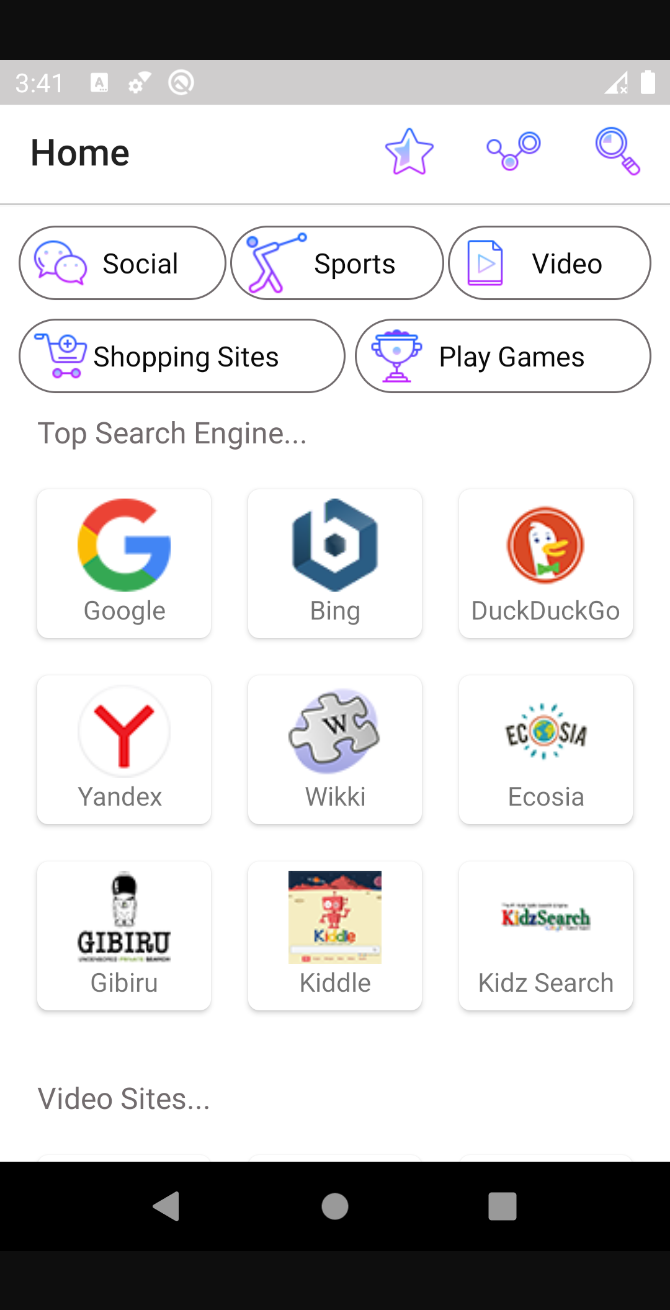 3:41
Home
Social
Sports
Video
Shopping Sites
Play Games
Top Search Engine...
Google
Bing
DuckDuckGo
W
ECOSIA
Yandex
Wikki
Ecosia
GIBIRU
UNCENSORED PRIVATE SEARCH
Kiddle
KidzSearch
Gibiru
Kiddle
Kidz Search
Video Sites...